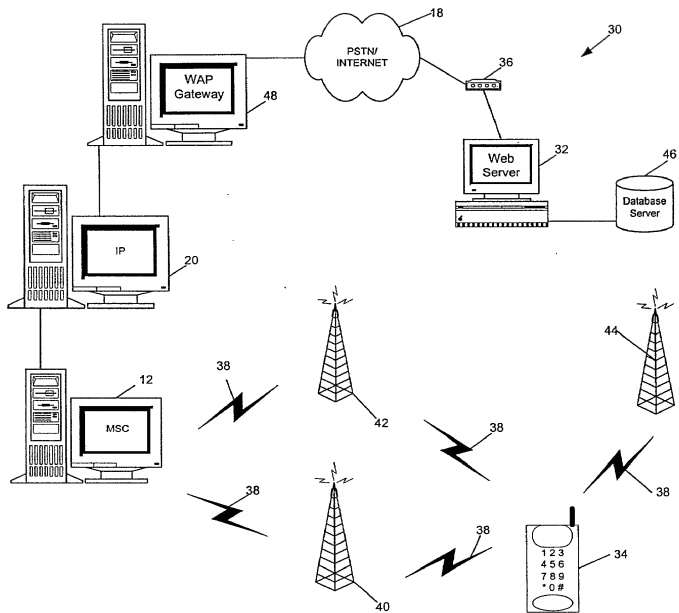 18
30
PSTN/
INTERNET
36
WAP
Gateway
48
Web
Server
32
46
Database
Server
IP
20
44
12
38
MSC
42
38
38
38
38
34
1 2 3
4 5 6
7 8 9
* 0 #
40